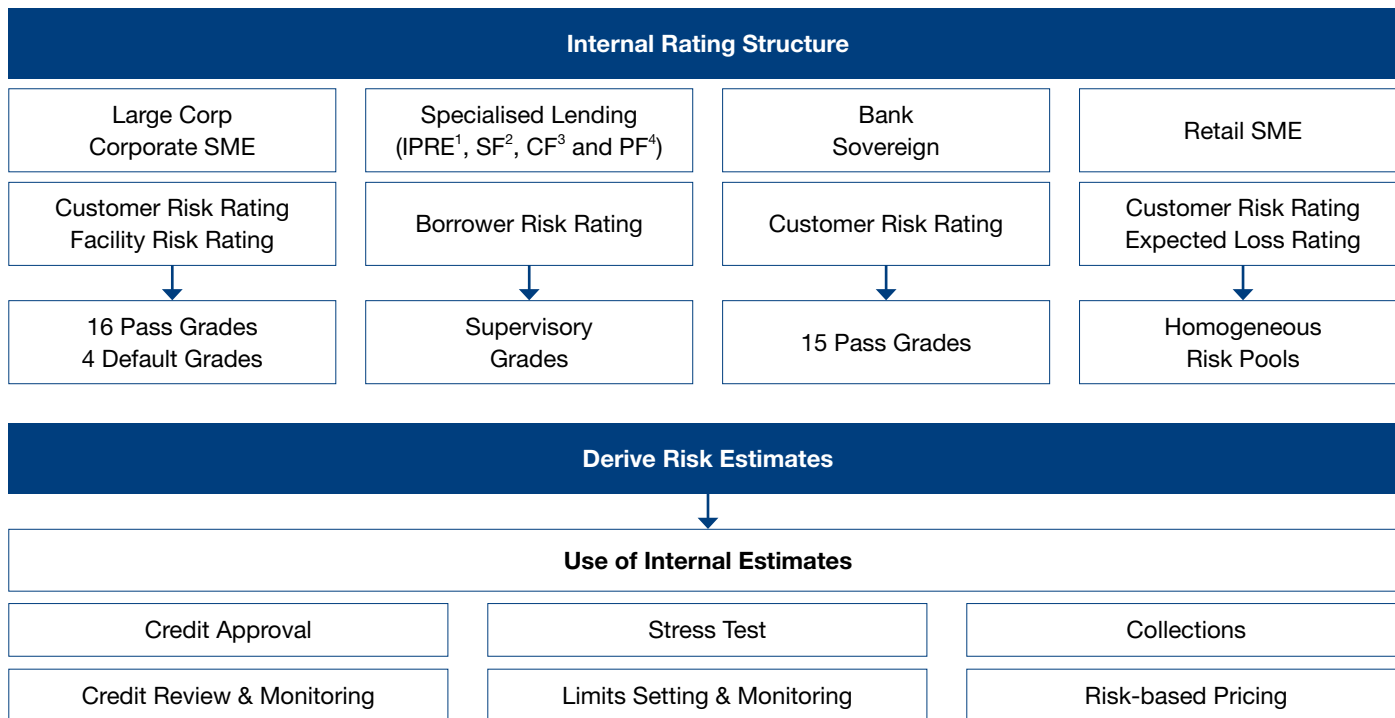 Internal Rating Structure
Large Corp
Corporate SME
Specialised Lending
(IPRE¹, SF², CF³ and PF⁴)
Bank
Sovereign
Retail SME
Customer Risk Rating
Facility Risk Rating
Borrower Risk Rating
Customer Risk Rating
Customer Risk Rating
Expected Loss Rating
16 Pass Grades
4 Default Grades
Supervisory
Grades
15 Pass Grades
Homogeneous
Risk Pools
Derive Risk Estimates
Use of Internal Estimates
Credit Approval
Stress Test
Collections
Credit Review & Monitoring
Limits Setting & Monitoring
Risk-based Pricing